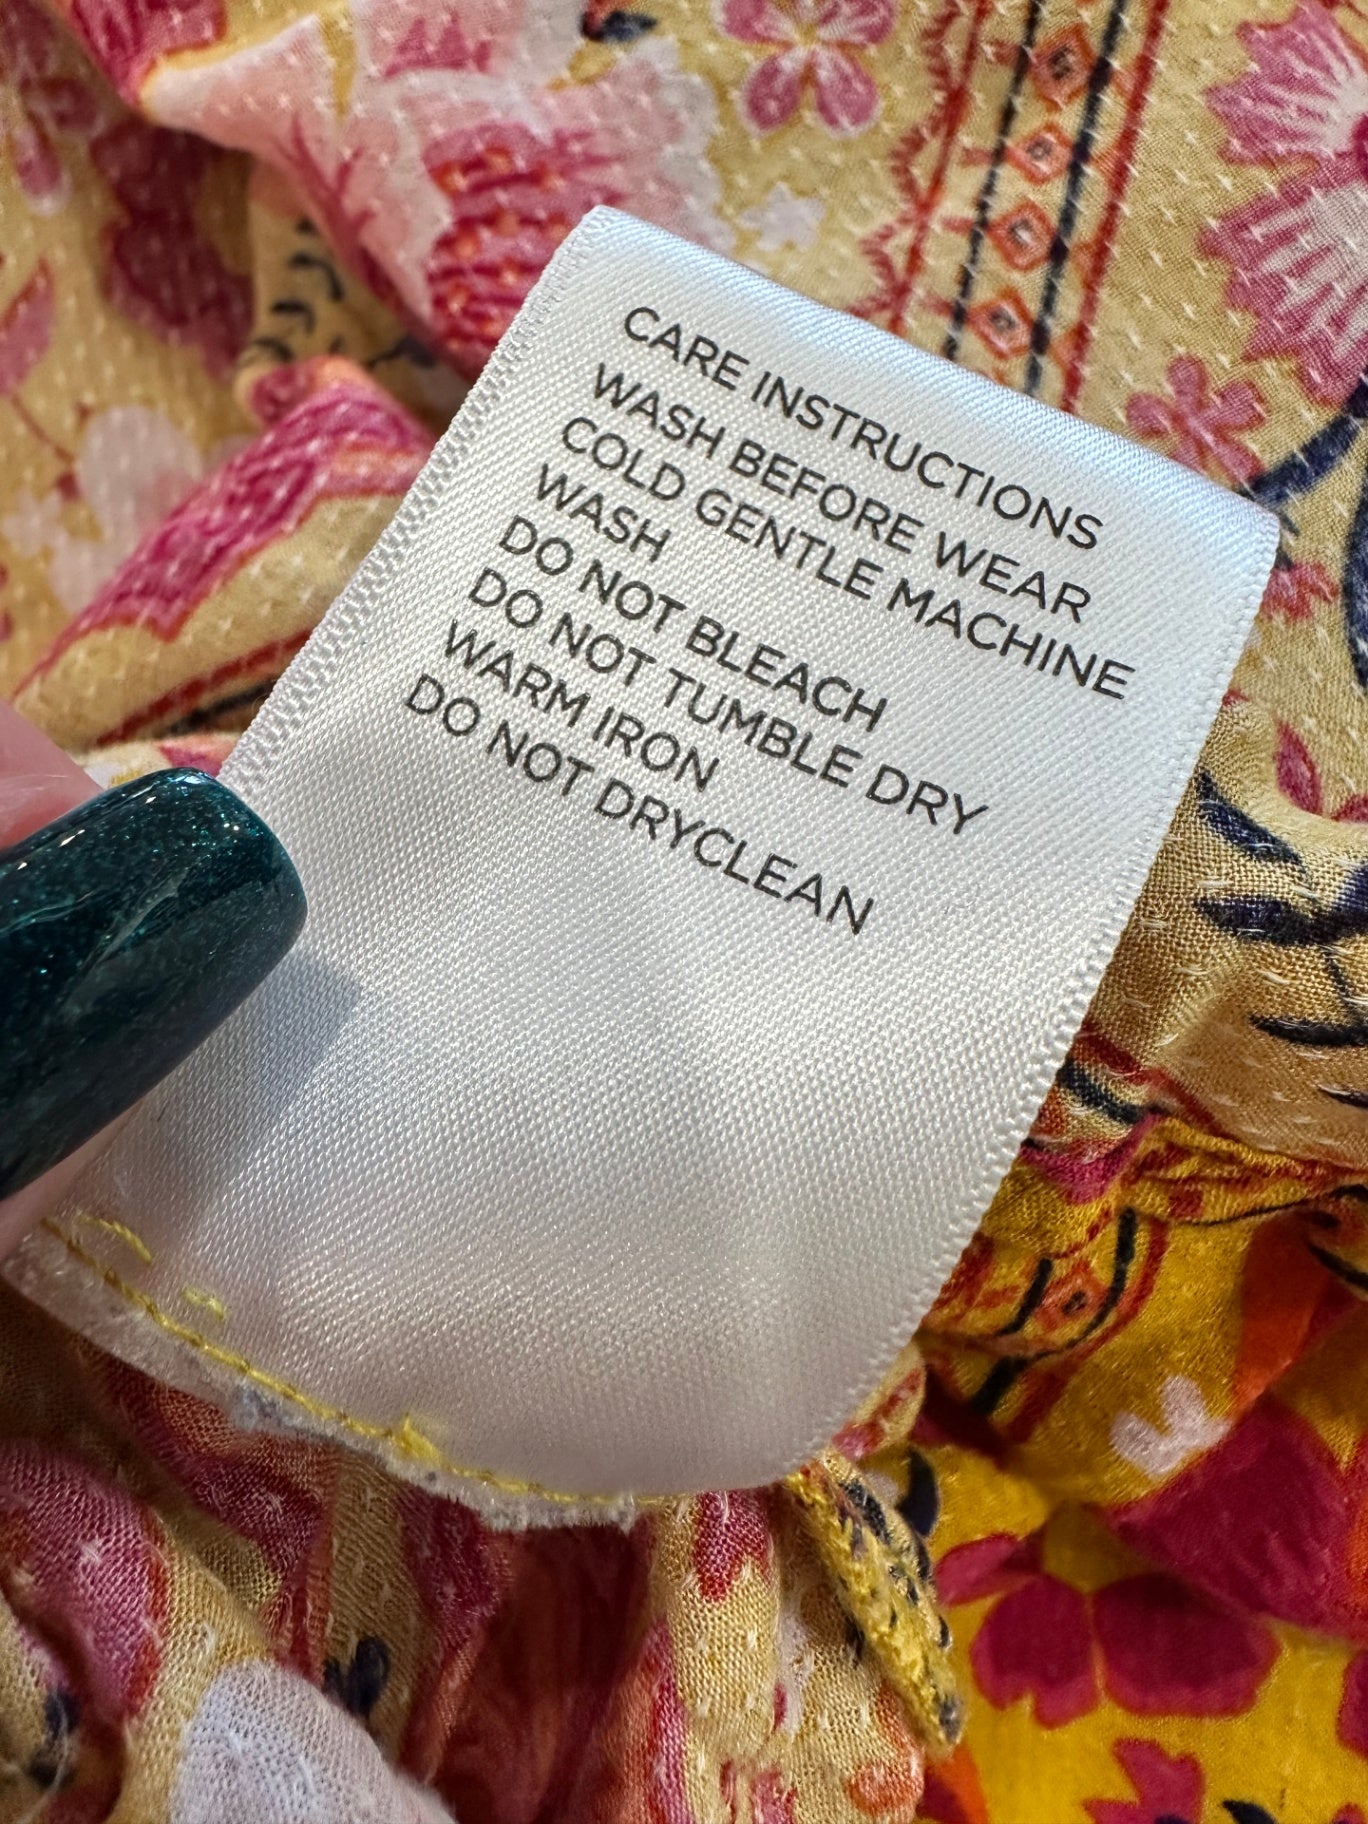 CARE INSTRUCTIONS
WASH BEFORE WEAR
COLD GENTLE MACHINE
WASH
DO NOT BLEACH
DO NOT TUMBLE DRY
WARM IRON
DO NOT DRYCLEAN